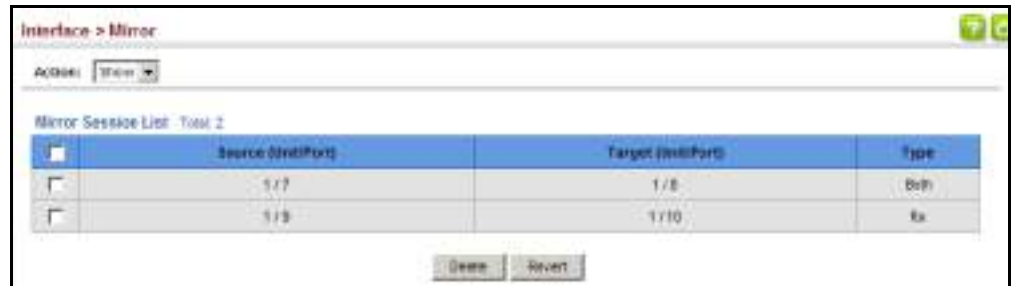 Interface > Mirror
Action: Show
Mirror Session List Total: 2
Source (Unit/Port) Target (Unit/Port) Type
1 / 7 1 / 8 Both
1 / 9 1 / 10 Rx
Delete Revert